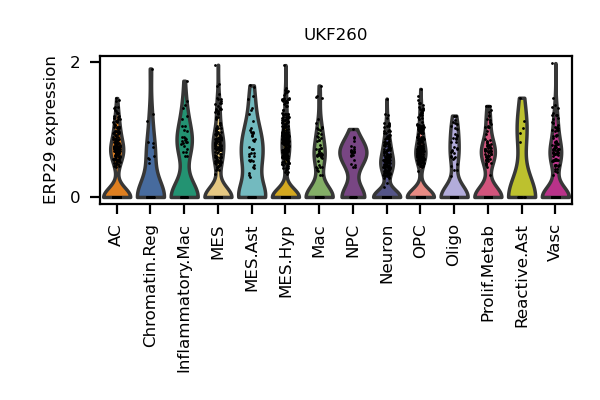 UKF260
ERP29 expression
2
0
AC
Chromatin.Reg
Inflammatory.Mac
MES
MES.Ast
MES.Hyp
Mac
NPC
Neuron
OPC
Oligo
Prolif.Metab
Reactive.Ast
Vasc